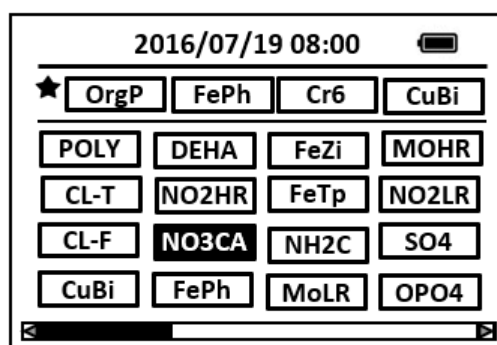 2016/07/19 08:00
OrgP FePh Cr6 CuBi
POLY DEHA FeZi MOHR
CL-T NO2HR FeTp NO2LR
CL-F NO3CA NH2C SO4
CuBi FePh MoLR OPO4